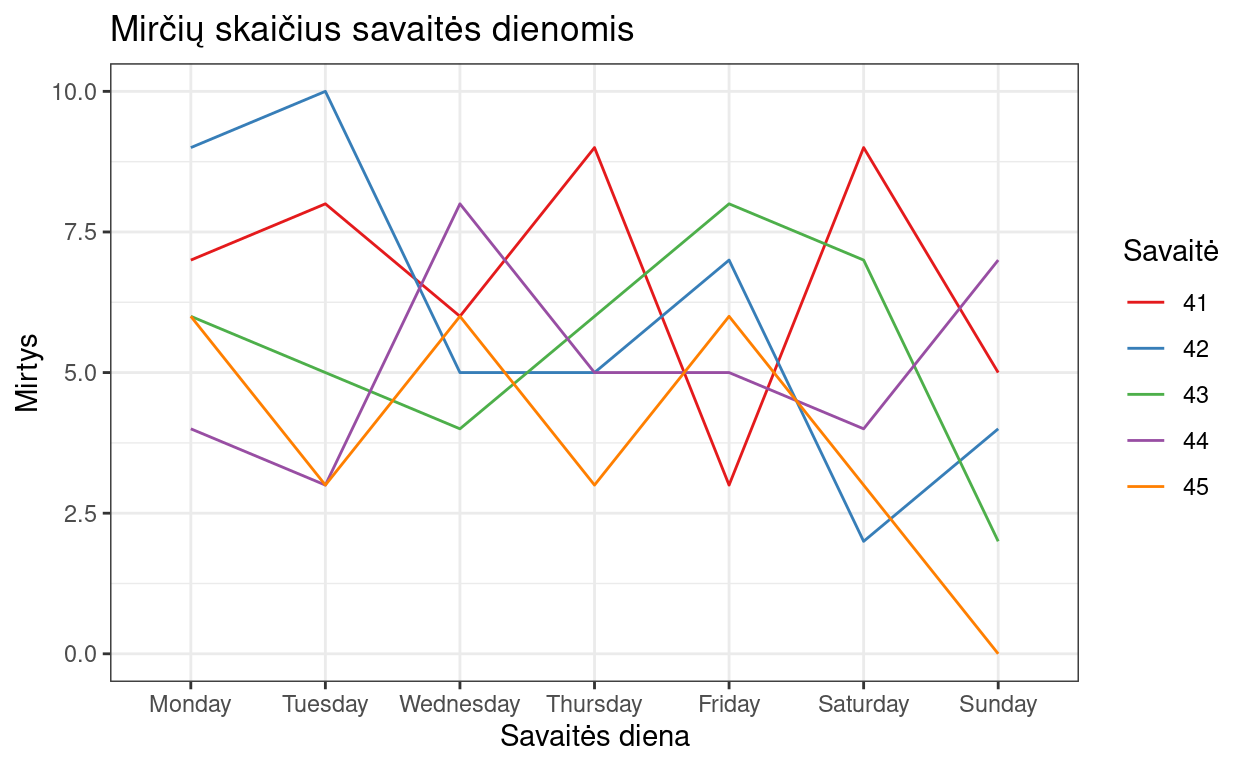 Mirčių skaičius savaitės dienomis
10.0
7.5
5.0
2.5
0.0
Mirtys
Monday Tuesday Wednesday Thursday Friday Saturday Sunday
Savaitės diena
Savaitė
41
42
43
44
45